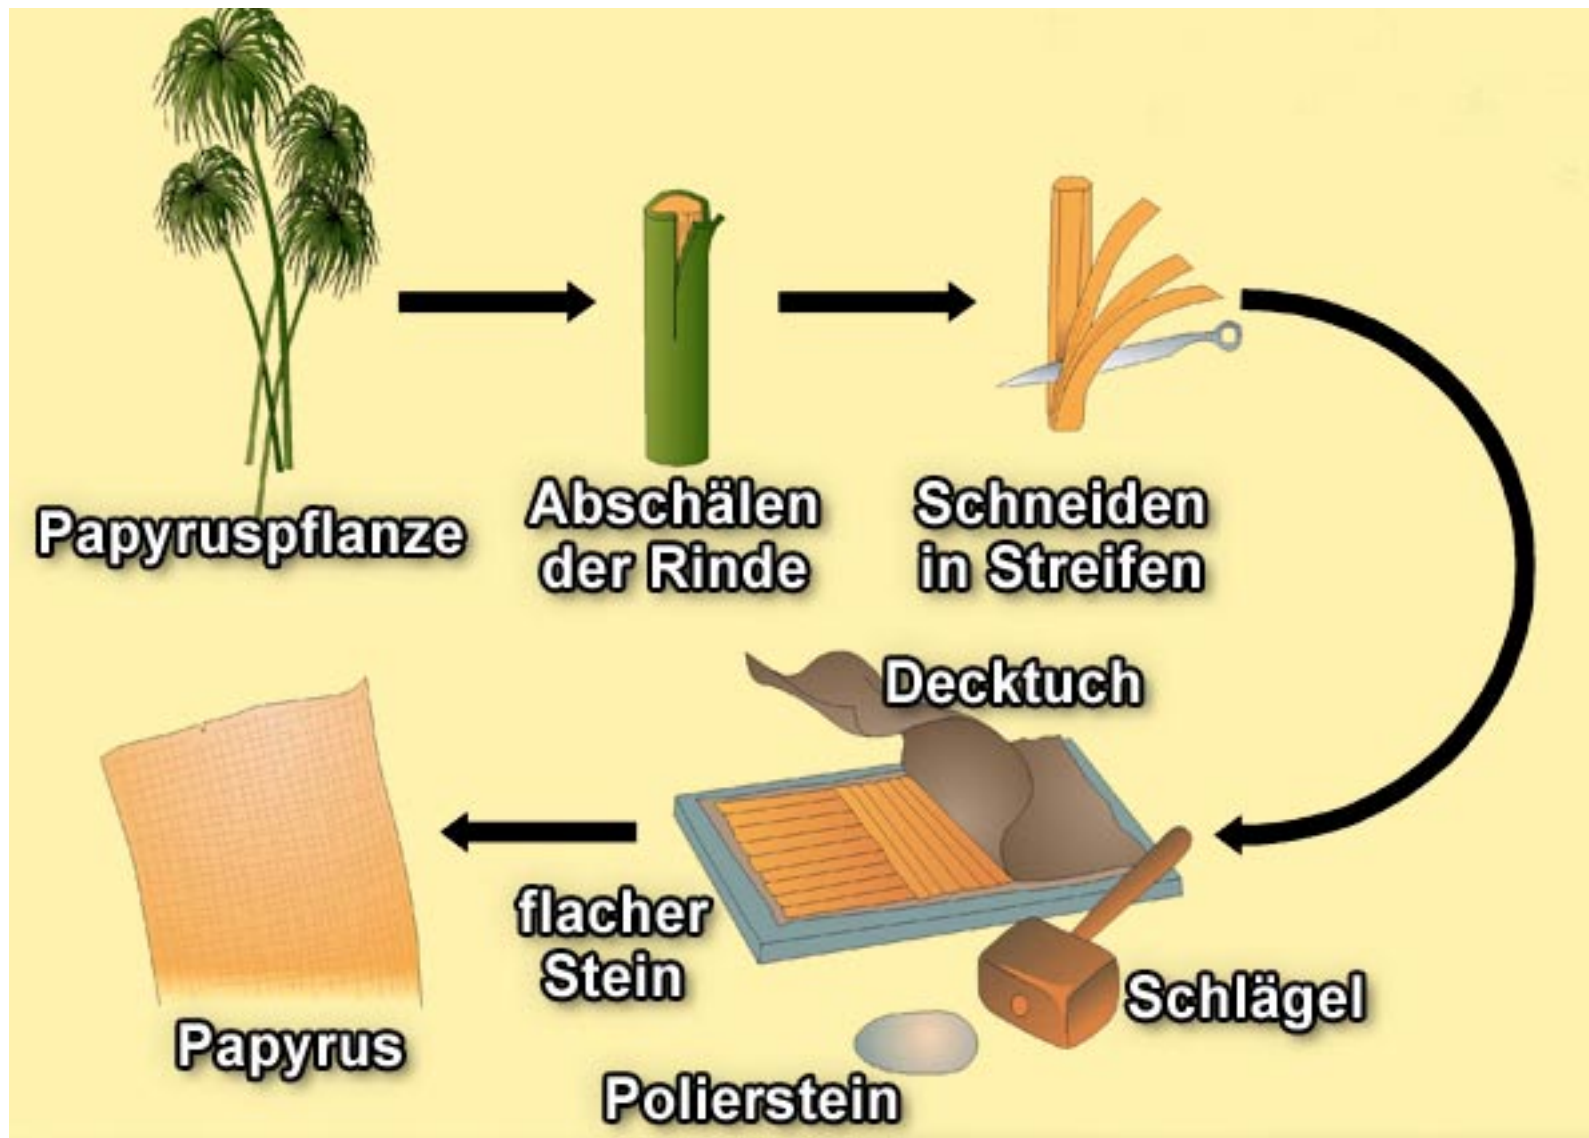 Papyruspflanze
Abschälen
der Rinde
Schneiden
in Streifen
Decktuch
flacher
Stein
Schlägel
Polierstein
Papyrus